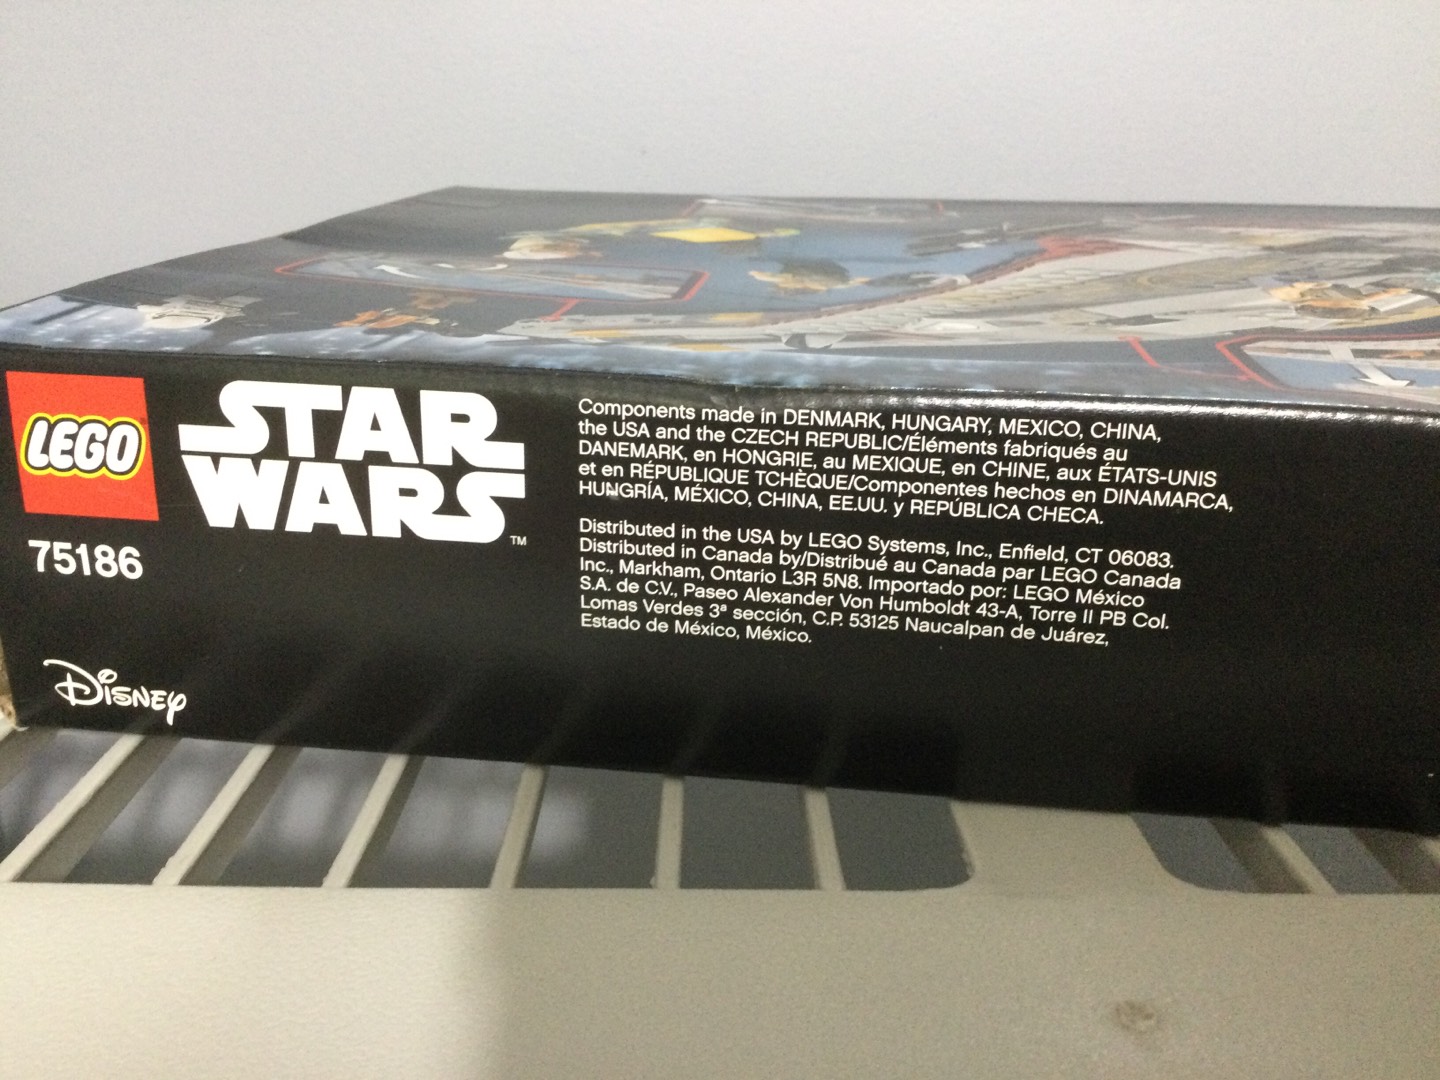 LEGO
STAR
WARS™
75186
Disney
Components made in DENMARK, HUNGARY, MEXICO, CHINA,
the USA and the CZECH REPUBLIC/Éléments fabriqués au
DANEMARK, en HONGRIE, au MEXIQUE, en CHINE, aux ÉTATS-UNIS
et en RÉPUBLIQUE TCHÈQUE/Componentes hechos en DINAMARCA,
HUNGRÍA, MÉXICO, CHINA, EE.UU. y REPÚBLICA CHECA.
Distributed in the USA by LEGO Systems, Inc., Enfield, CT 06083.
Distributed in Canada by/Distribué au Canada par LEGO Canada
Inc., Markham, Ontario L3R 5N8. Importado por: LEGO México
S.A. de C.V., Paseo Alexander Von Humboldt 43-A, Torre II PB Col.
Lomas Verdes 3ª sección, C.P. 53125 Naucalpan de Juárez,
Estado de México, México.